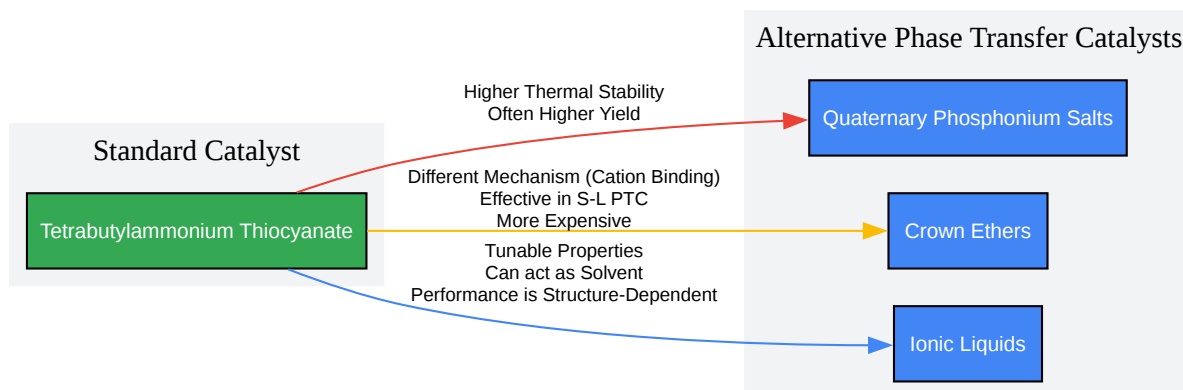 Alternative Phase Transfer Catalysts
Higher Thermal Stability
Often Higher Yield
Quaternary Phosphonium Salts
Standard Catalyst
Different Mechanism (Cation Binding)
Effective in S-L PTC
More Expensive
Tetrabutylammonium Thiocyanate
Crown Ethers
Tunable Properties
Can act as Solvent
Performance is Structure-Dependent
Ionic Liquids